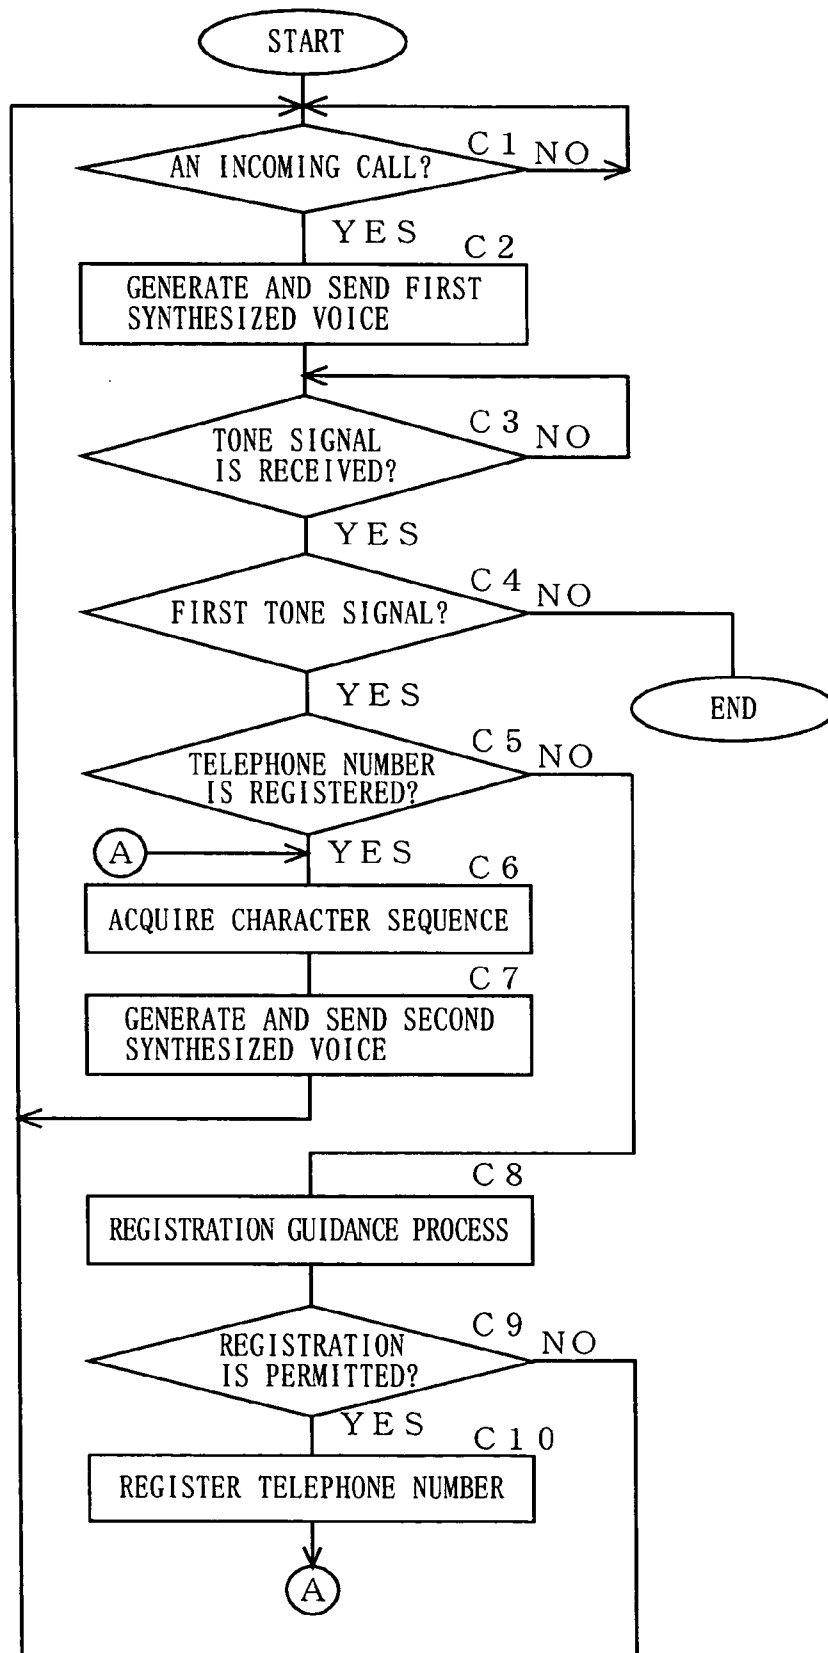 START
C1
AN INCOMING CALL?
NO
YES
C2
GENERATE AND SEND FIRST
SYNTHESIZED VOICE
C3
TONE SIGNAL
IS RECEIVED?
NO
YES
C4
FIRST TONE SIGNAL?
NO
YES
END
C5
TELEPHONE NUMBER
IS REGISTERED?
NO
A
YES
C6
ACQUIRE CHARACTER SEQUENCE
C7
GENERATE AND SEND SECOND
SYNTHESIZED VOICE
C8
REGISTRATION GUIDANCE PROCESS
C9
REGISTRATION
IS PERMITTED?
NO
YES
C10
REGISTER TELEPHONE NUMBER
A